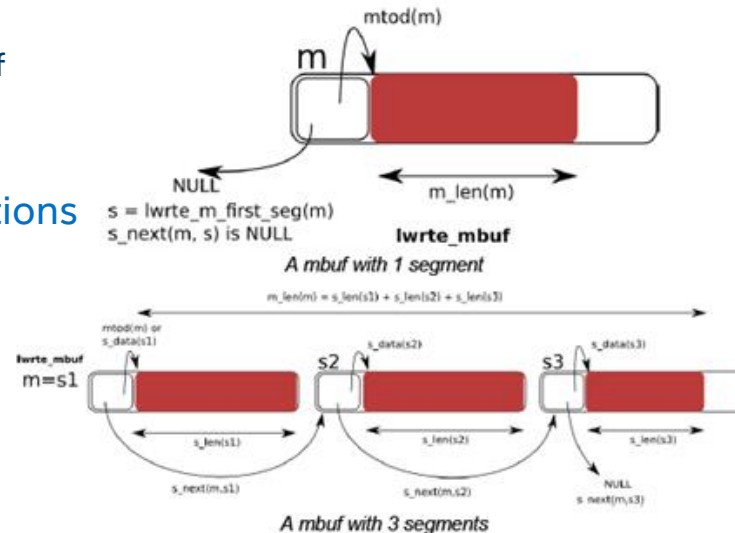 mtod(m)
f
m
NULL
tions
s = lwrte_m_first_seg(m)
s_next(m, s) is NULL
m_len(m)
lwrte_mbuf
A mbuf with 1 segment
m_len(m) = s_len(s1) + s_len(s2) + s_len(s3)
mtod(m) or
s_data(s1)
s_data(s2)
s_data(s3)
lwrte_mbuf
m=s1
s2
s3
s_len(s1)
s_len(s2)
s_len(s3)
s_next(m,s1)
s_next(m,s2)
NULL
s_next(m,s3)
A mbuf with 3 segments